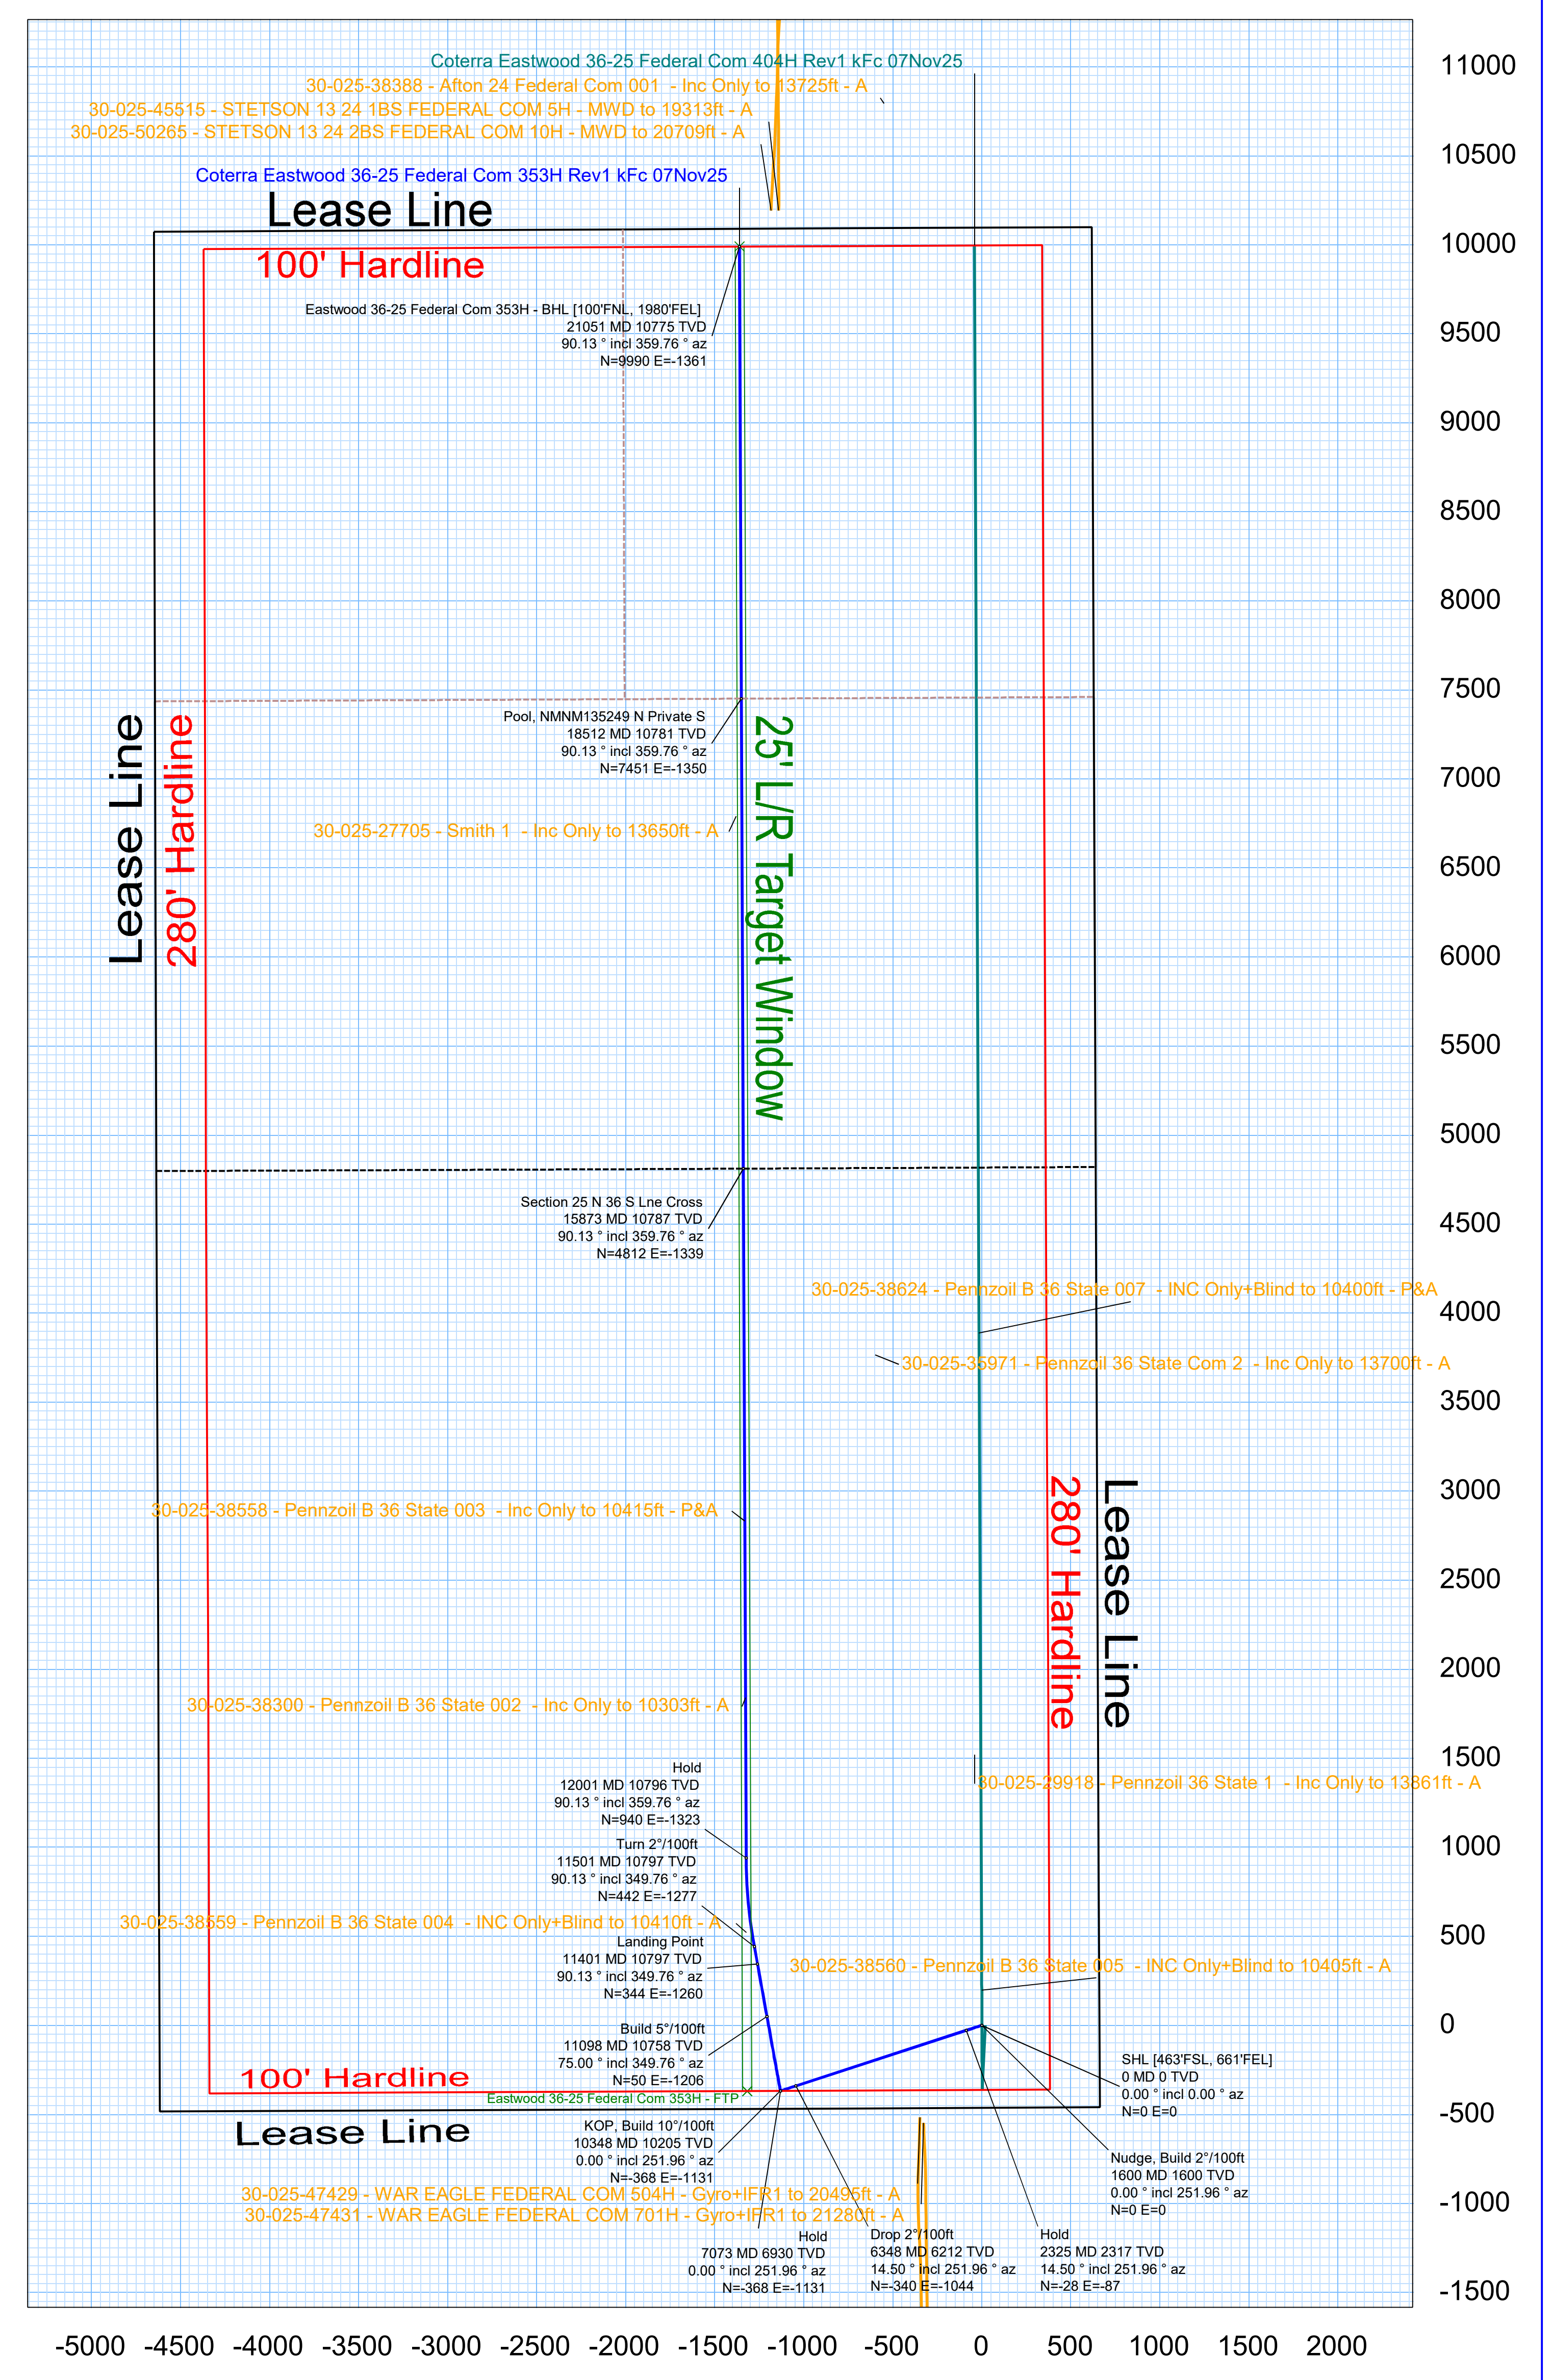 Coterra Eastwood 36-25 Federal Com 404H Rev1 kFc 07Nov25
30-025-38388 - Afton 24 Federal Com 001 - Inc Only to 13725ft - A
30-025-45515 - STETSON 13 24 1BS FEDERAL COM 5H - MWD to 19313ft - A
30-025-50265 - STETSON 13 24 2BS FEDERAL COM 10H - MWD to 20709ft - A
Coterra Eastwood 36-25 Federal Com 353H Rev1 kFc 07Nov25
Lease Line
100' Hardline
Eastwood 36-25 Federal Com 353H - BHL [100'FNL, 1980'FEL]
21051 MD 10775 TVD
90.13 ° incl 359.76 ° az
N=9990 E=-1361
Pool, NMNM135249 N Private S
18512 MD 10781 TVD
90.13 ° incl 359.76 ° az
N=7451 E=-1350
Lease Line
280' Hardline
25' L/R Target Window
30-025-27705 - Smith 1 - Inc Only to 13650ft - A
Section 25 N 36 S Lne Cross
15873 MD 10787 TVD
90.13 ° incl 359.76 ° az
N=4812 E=-1339
30-025-38624 - Pennzoil B 36 State 007 - INC Only+Blind to 10400ft - P&A
30-025-35971 - Pennzoil 36 State Com 2 - Inc Only to 13700ft - A
280' Hardline
Lease Line
30-025-38558 - Pennzoil B 36 State 003 - Inc Only to 10415ft - P&A
30-025-38300 - Pennzoil B 36 State 002 - Inc Only to 10303ft - A
Hold
12001 MD 10796 TVD
90.13 ° incl 359.76 ° az
N=940 E=-1323
30-025-29918 - Pennzoil 36 State 1 - Inc Only to 13861ft - A
Turn 2°/100ft
11501 MD 10797 TVD
90.13 ° incl 349.76 ° az
N=442 E=-1277
30-025-38559 - Pennzoil B 36 State 004 - INC Only+Blind to 10410ft - A
Landing Point
11401 MD 10797 TVD
90.13 ° incl 349.76 ° az
N=344 E=-1260
30-025-38560 - Pennzoil B 36 State 005 - INC Only+Blind to 10405ft - A
Build 5°/100ft
11098 MD 10758 TVD
75.00 ° incl 349.76 ° az
N=50 E=-1206
SHL [463'FSL, 661'FEL]
0 MD 0 TVD
0.00 ° incl 0.00 ° az
N=0 E=0
100' Hardline
Eastwood 36-25 Federal Com 353H - FTP
Lease Line
KOP, Build 10°/100ft
10348 MD 10205 TVD
0.00 ° incl 251.96 ° az
N=-368 E=-1131
Nudge, Build 2°/100ft
1600 MD 1600 TVD
0.00 ° incl 251.96 ° az
N=0 E=0
30-025-47429 - WAR EAGLE FEDERAL COM 504H - Gyro+IFR1 to 20495ft - A
30-025-47431 - WAR EAGLE FEDERAL COM 701H - Gyro+IFR1 to 21280ft - A
Hold
7073 MD 6930 TVD
0.00 ° incl 251.96 ° az
N=-368 E=-1131
Drop 2°/100ft
6348 MD 6212 TVD
14.50 ° incl 251.96 ° az
N=-340 E=-1044
Hold
2325 MD 2317 TVD
14.50 ° incl 251.96 ° az
N=-28 E=-87
11000
10500
10000
9500
9000
8500
8000
7500
7000
6500
6000
5500
5000
4500
4000
3500
3000
2500
2000
1500
1000
500
0
-500
-1000
-1500
-5000 -4500 -4000 -3500 -3000 -2500 -2000 -1500 -1000 -500 0 500 1000 1500 2000